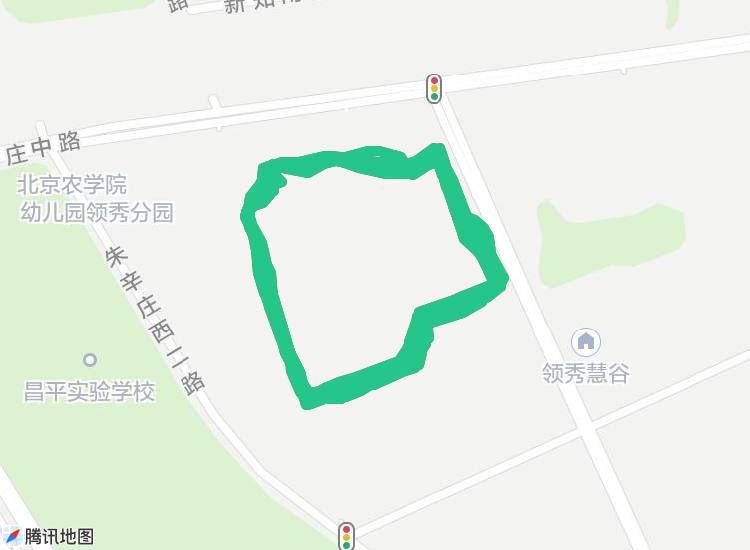 路
新知南
庄中路
北京农学院
幼儿园领秀分园
朱辛庄西二路
领秀慧谷
昌平实验学校
腾讯地图